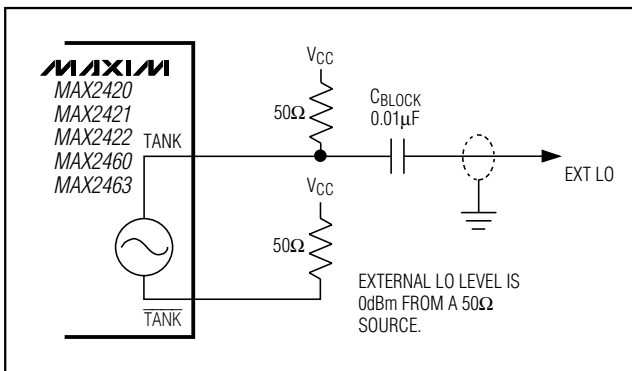 MAXIM
MAX2420
MAX2421
MAX2422
MAX2460
MAX2463
TANK
TANK
VCC
50Ω
VCC
50Ω
CBLOCK
0.01μF
EXT LO
EXTERNAL LO LEVEL IS
0dBm FROM A 50Ω
SOURCE.